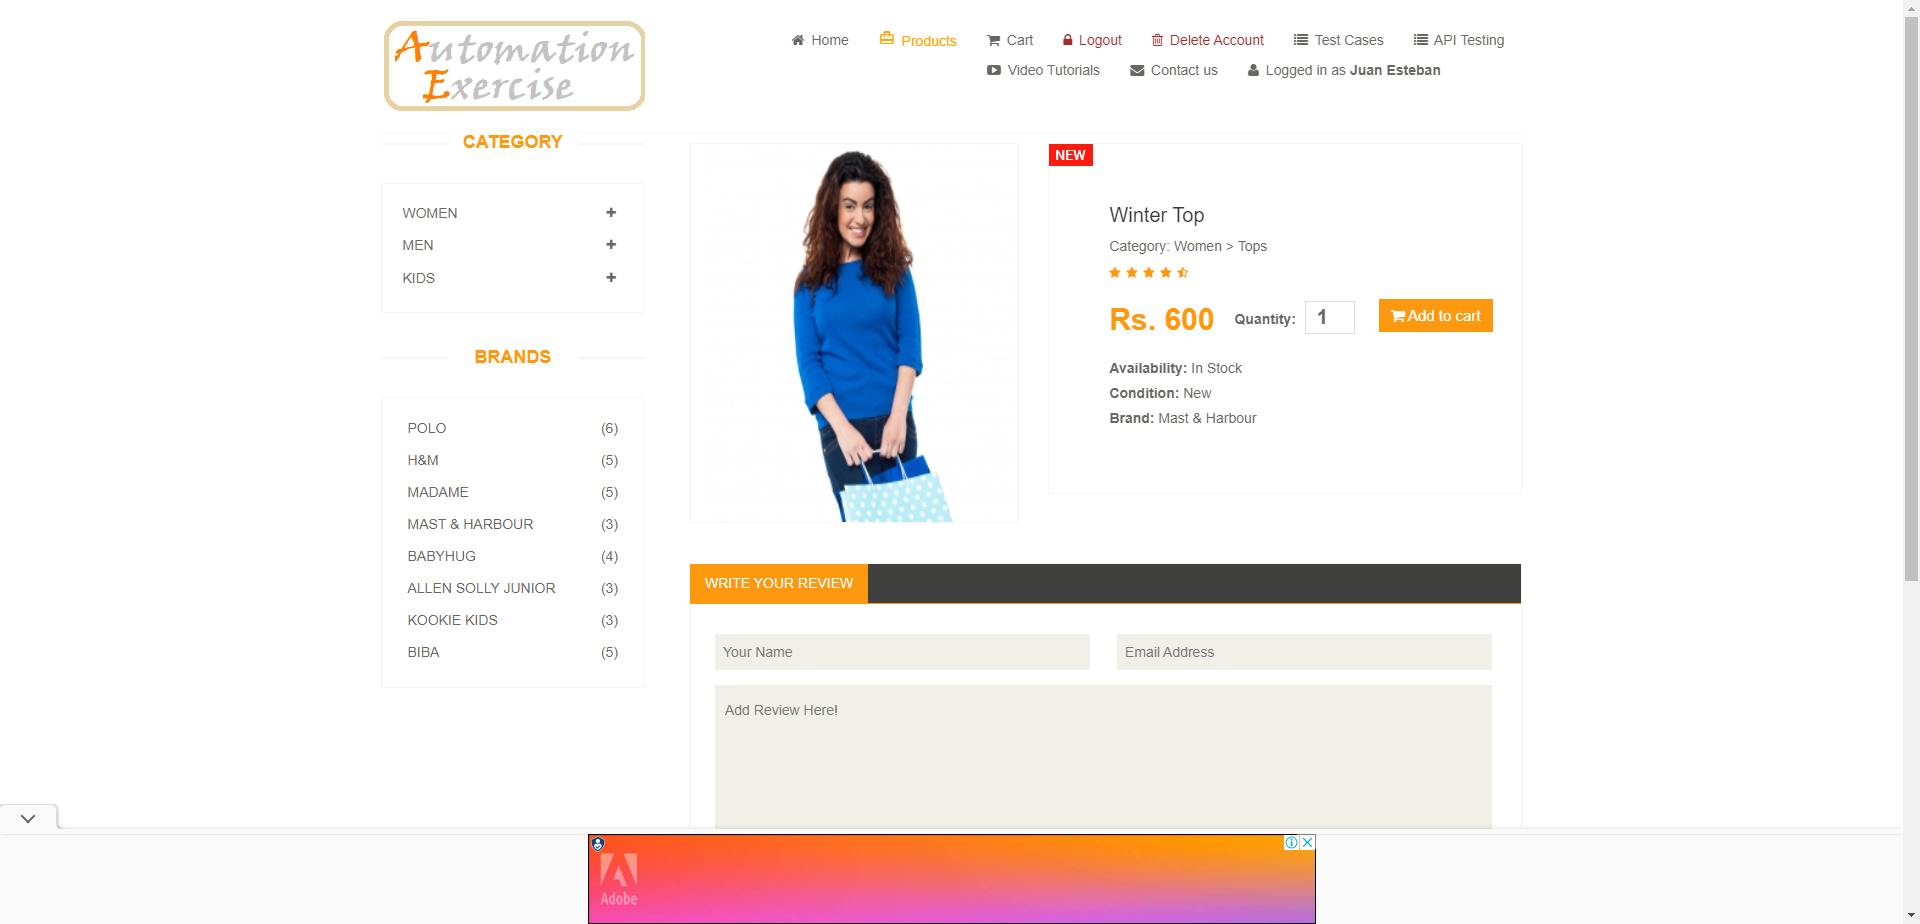 Automation
Exercise
Home
Products
Cart
Logout
Delete Account
Test Cases
API Testing
Video Tutorials
Contact us
Logged in as Juan Esteban
CATEGORY
WOMEN
MEN
KIDS
BRANDS
POLO (6)
H&M (5)
MADAME (5)
MAST & HARBOUR (3)
BABYHUG (4)
ALLEN SOLLY JUNIOR (3)
KOOKIE KIDS (3)
BIBA (5)
NEW
Winter Top
Category: Women > Tops
Rs. 600
Quantity: 1
Add to cart
Availability: In Stock
Condition: New
Brand: Mast & Harbour
WRITE YOUR REVIEW
Your Name
Email Address
Add Review Here!
Adobe